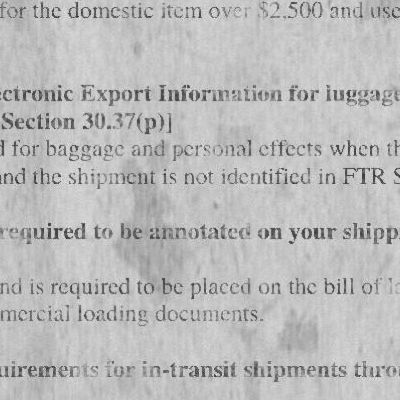 for the domestic item over $2,500 and use
ectronic Export Information for luggage
Section 30.37(p)]
d for baggage and personal effects when th
and the shipment is not identified in FTR S
required to be annotated on your shipp
nd is required to be placed on the bill of la
mercial loading documents.
quirements for in-transit shipments thro